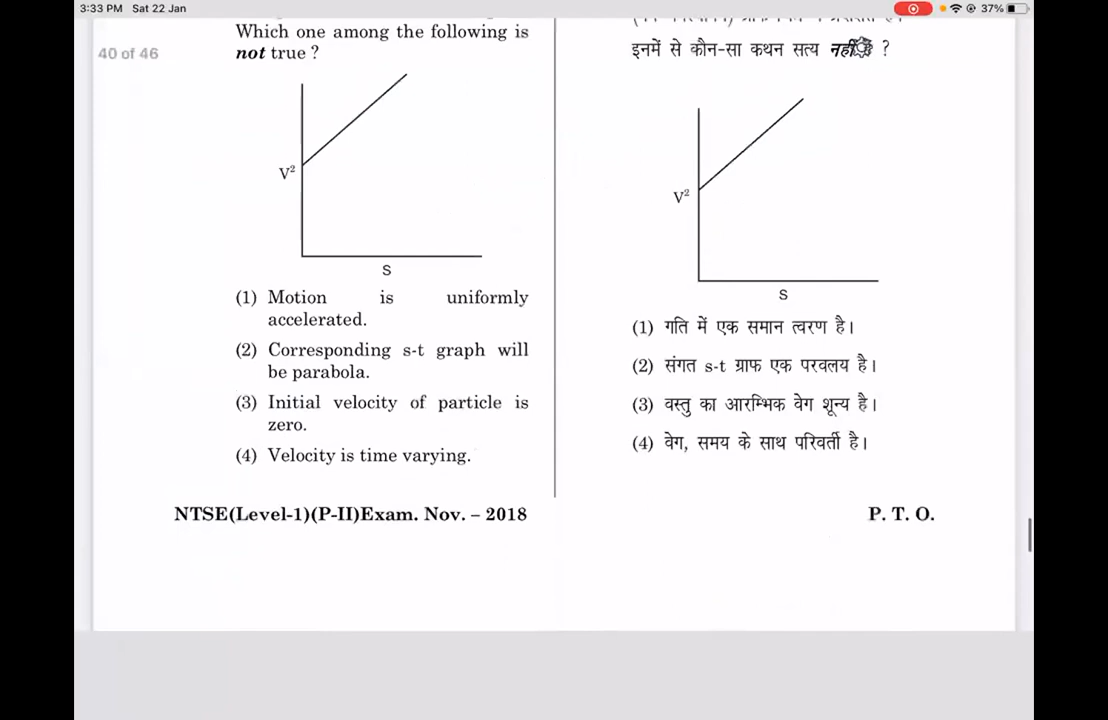 3:33 PM Sat 22 Jan
37%
40 of 46
Which one among the following is
not true ?
V²
S
(1) Motion is uniformly
accelerated.
(2) Corresponding s-t graph will
be parabola.
(3) Initial velocity of particle is
zero.
(4) Velocity is time varying.
NTSE(Level-1)(P-II)Exam. Nov. – 2018
इनमें से कौन-सा कथन सत्य नहीं है ?
V²
S
(1) गति में एक समान त्वरण है।
(2) संगत s-t ग्राफ एक परवलय है।
(3) वस्तु का आरम्भिक वेग शून्य है।
(4) वेग, समय के साथ परिवर्ती है।
P. T. O.